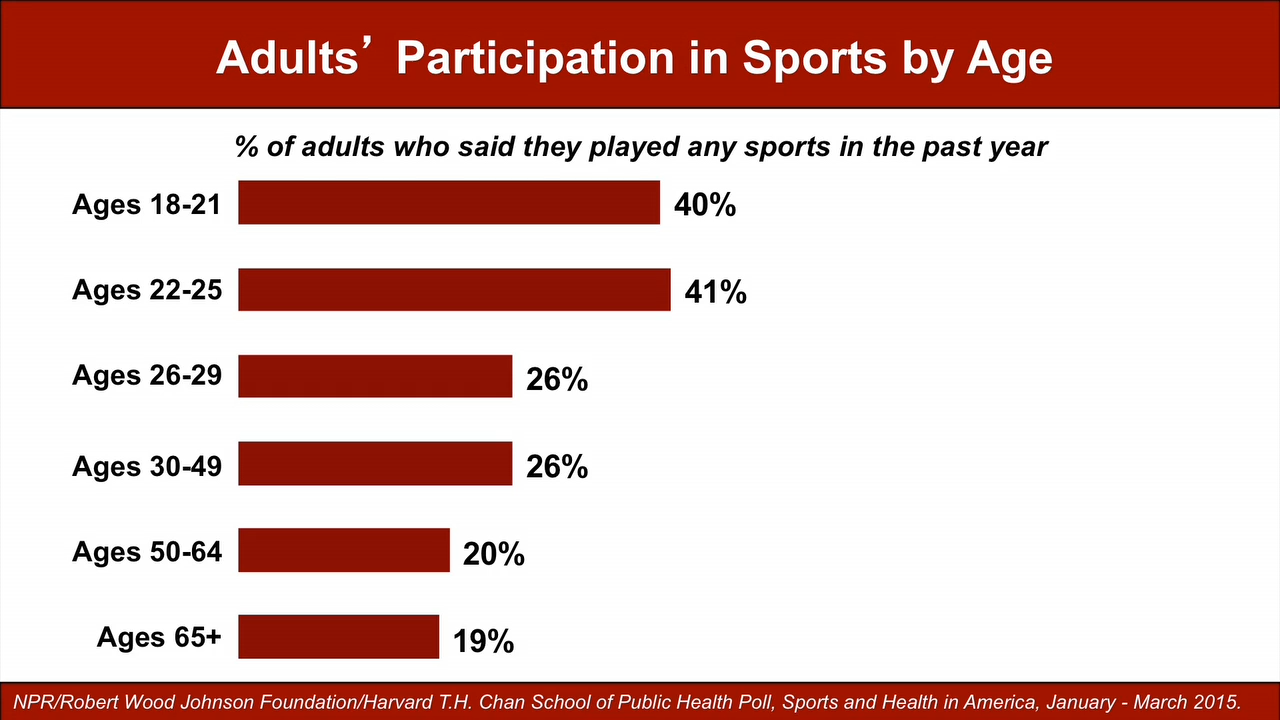 Adults’ Participation in Sports by Age
% of adults who said they played any sports in the past year
Ages 18-21 40%
Ages 22-25 41%
Ages 26-29 26%
Ages 30-49 26%
Ages 50-64 20%
Ages 65+ 19%
NPR/Robert Wood Johnson Foundation/Harvard T.H. Chan School of Public Health Poll, Sports and Health in America, January - March 2015.